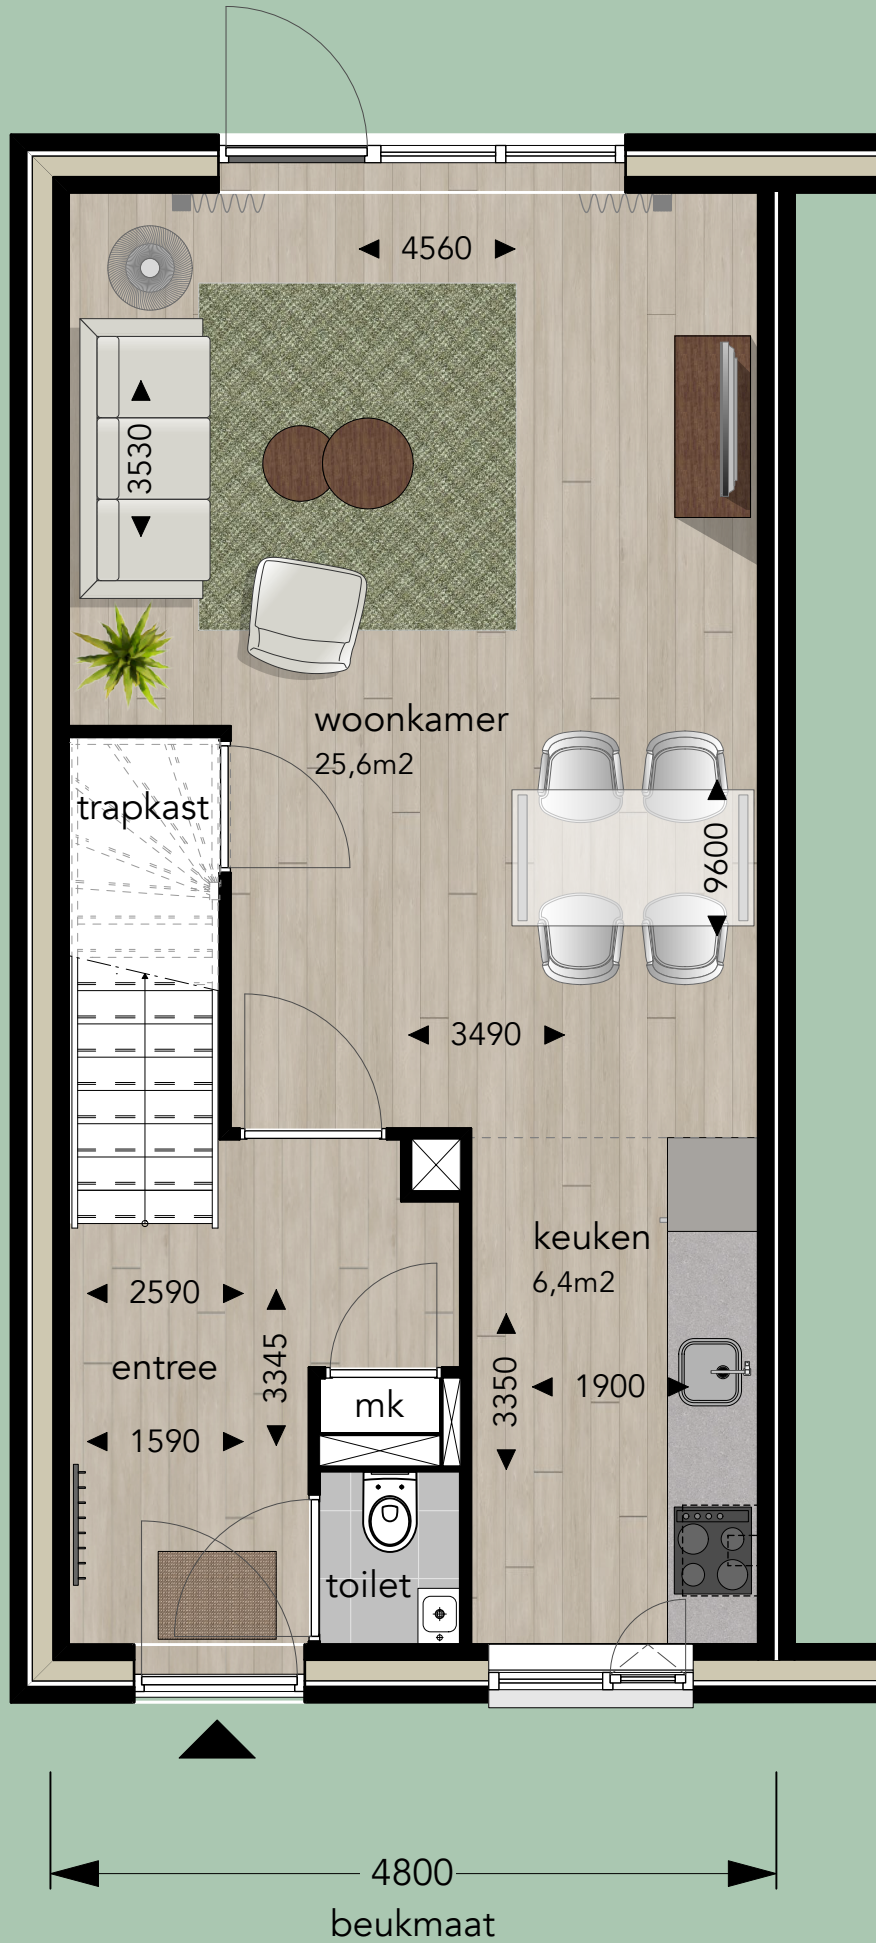 4560
3530
woonkamer
25,6m2
trapkast
9600
3490
keuken
6,4m2
2590
3345
entree
3350
1900
mk
1590
toilet
4800
beukmaat